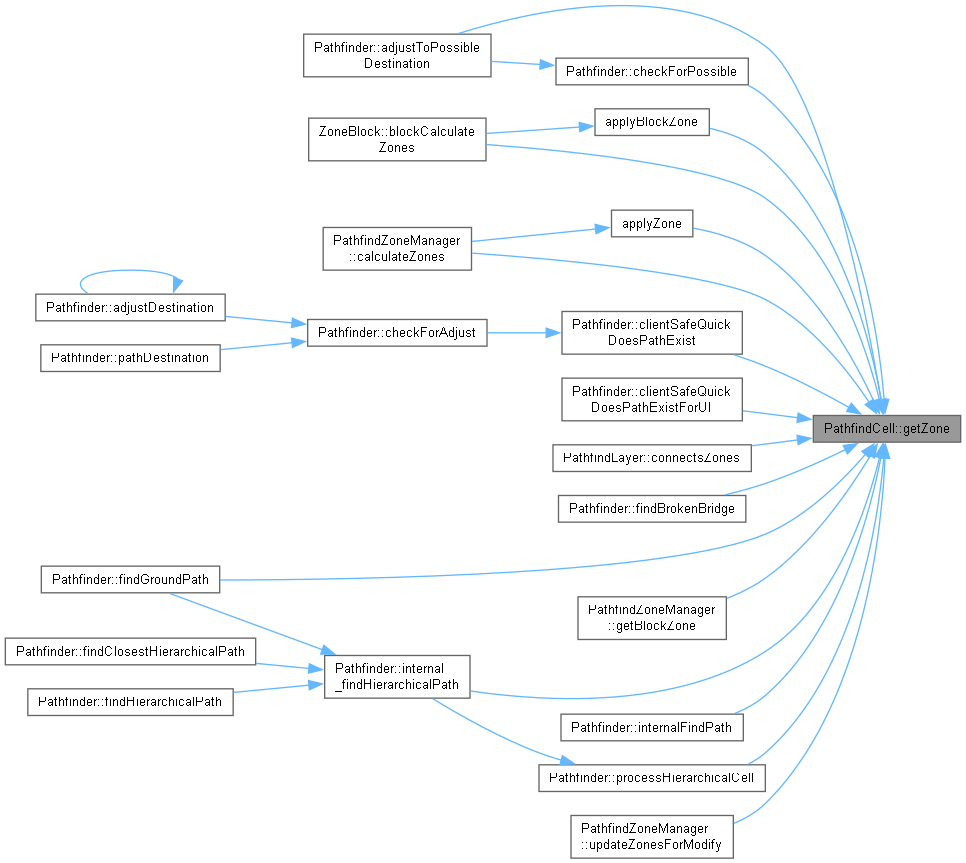 Pathfinder::adjustToPossible
Destination
Pathfinder::checkForPossible
applyBlockZone
ZoneBlock::blockCalculate
Zones
applyZone
PathfindZoneManager
::calculateZones
Pathfinder::adjustDestination
Pathfinder::checkForAdjust
Pathfinder::clientSafeQuick
DoesPathExist
Pathfinder::pathDestination
Pathfinder::clientSafeQuick
DoesPathExistForUI
PathfindCell::getZone
PathfindLayer::connectsZones
Pathfinder::findBrokenBridge
Pathfinder::findGroundPath
PathfindZoneManager
::getBlockZone
Pathfinder::findClosestHierarchicalPath
Pathfinder::internal
_findHierarchicalPath
Pathfinder::findHierarchicalPath
Pathfinder::internalFindPath
Pathfinder::processHierarchicalCell
PathfindZoneManager
::updateZonesForModify